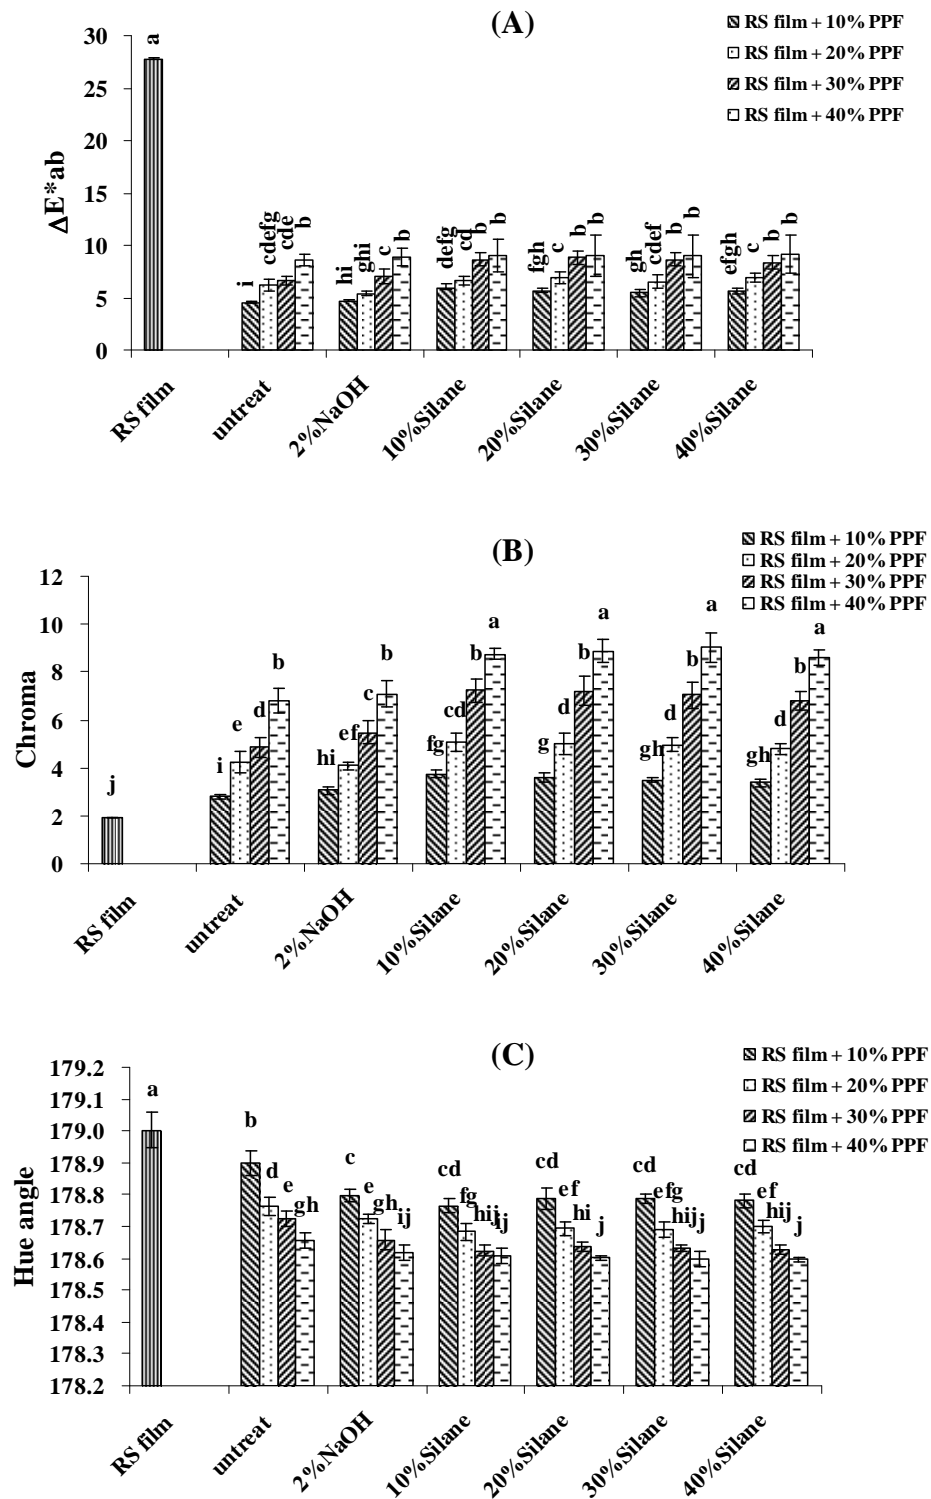 (A)
RS film + 10% PPF
RS film + 20% PPF
RS film + 30% PPF
RS film + 40% PPF
ΔE*ab
30
25
20
15
10
5
0
a
i cdefg cde b
hi ghi c b
defg cd b b
fgh c b b
gh cdef b b
efgh c b b
RS film
untreat
2%NaOH
10%Silane
20%Silane
30%Silane
40%Silane
(B)
RS film + 10% PPF
RS film + 20% PPF
RS film + 30% PPF
RS film + 40% PPF
Chroma
12
10
8
6
4
2
0
j
i e d b
hi ef c b
fg cd b a
g d b a
gh d b a
gh d b a
RS film
untreat
2%NaOH
10%Silane
20%Silane
30%Silane
40%Silane
(C)
RS film + 10% PPF
RS film + 20% PPF
RS film + 30% PPF
RS film + 40% PPF
Hue angle
179.2
179.1
179.0
178.9
178.8
178.7
178.6
178.5
178.4
178.3
178.2
a
b d e gh
c e gh ij
cd fg hij ij
cd ef hi j
cd efg hij j
cd ef hij j
RS film
untreat
2%NaOH
10%Silane
20%Silane
30%Silane
40%Silane